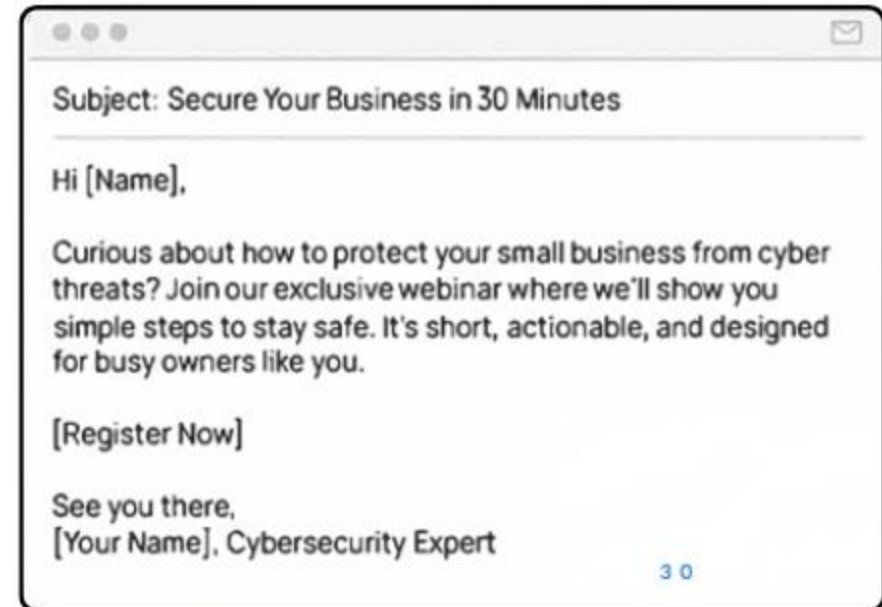 Subject: Secure Your Business in 30 Minutes
Hi [Name],
Curious about how to protect your small business from cyber
threats? Join our exclusive webinar where we'll show you
simple steps to stay safe. It's short, actionable, and designed
for busy owners like you.
[Register Now]
See you there,
[Your Name], Cybersecurity Expert
3 0